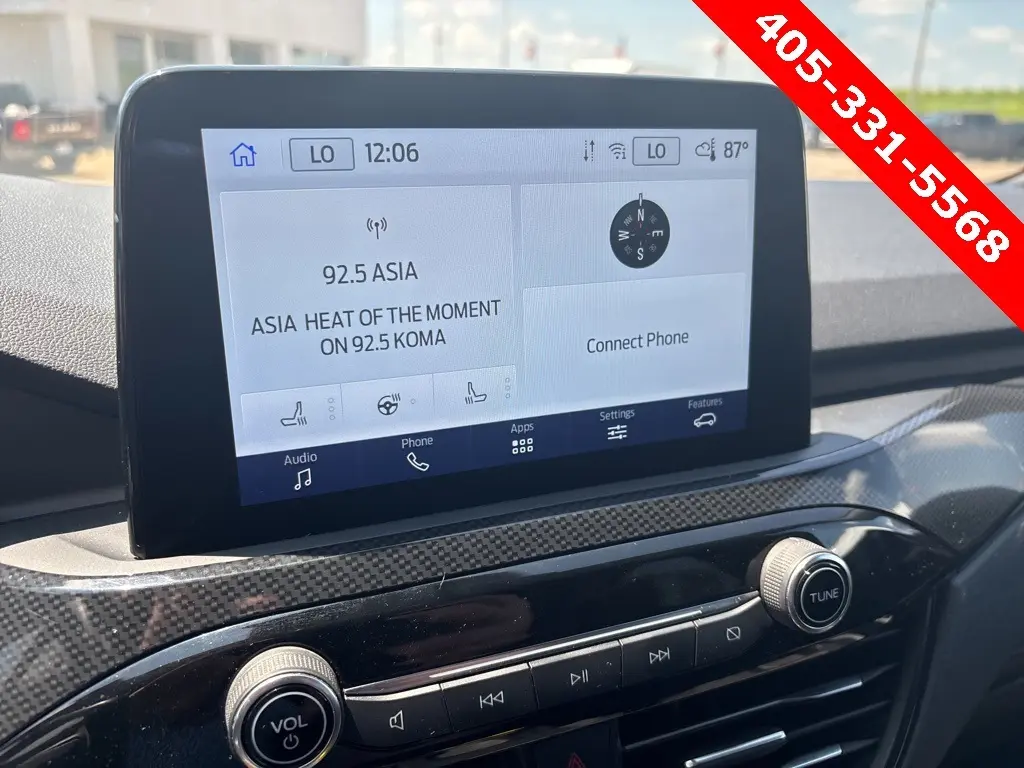 405-331-5568
LO 12:06 LO 87°
92.5 ASIA
ASIA HEAT OF THE MOMENT
ON 92.5 KOMA
N
W E
S
Connect Phone
Audio Phone Apps Settings Features
TUNE
VOL